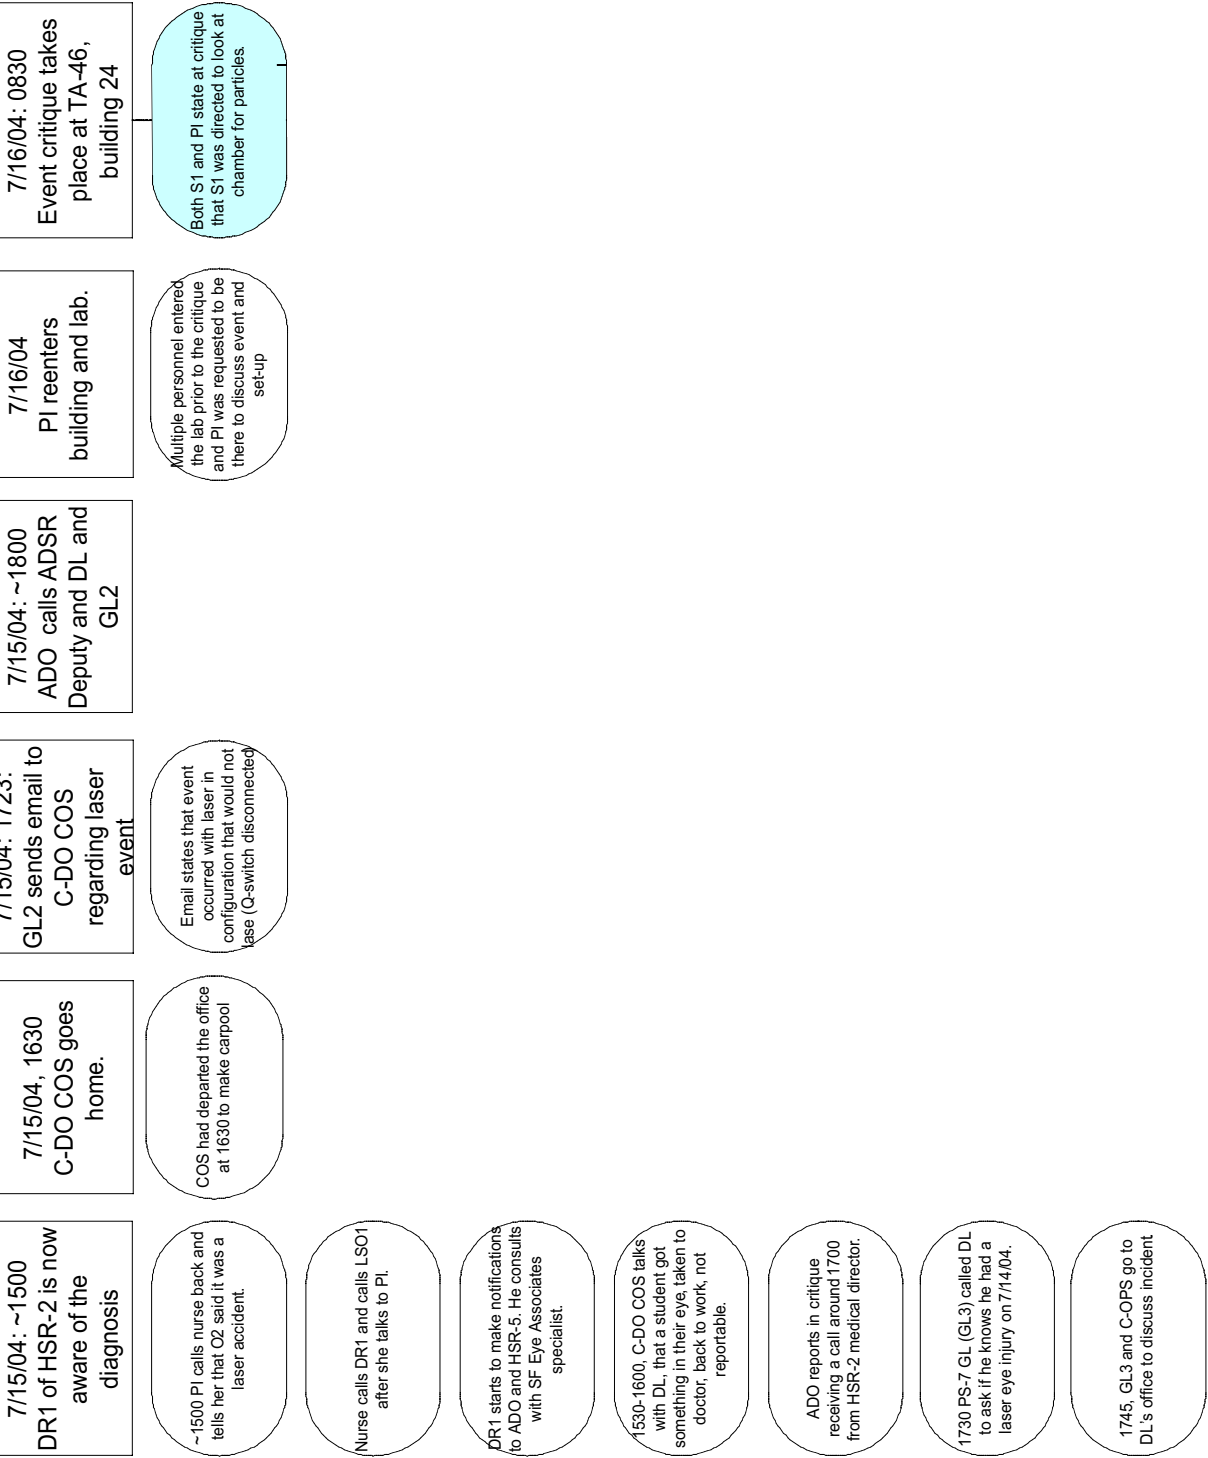 7/15/04: ~1500
DR1 of HSR-2 is now
aware of the
diagnosis
~1500 PI calls nurse back and
tells her that O2 said it was a
laser accident.
Nurse calls DR1 and calls LSO1
after she talks to PI.
DR1 starts to make notifications
to ADO and HSR-5. He consults
with SF Eye Associates
specialist.
1530-1600, C-DO COS talks
with DL, that a student got
something in their eye, taken to
doctor, back to work, not
reportable.
ADO reports in critique
receiving a call around 1700
from HSR-2 medical director.
1730 PS-7 GL (GL3) called DL
to ask if he knows he had a
laser eye injury on 7/14/04.
1745, GL3 and C-OPS go to
DL's office to discuss incident
7/15/04, 1630
C-DO COS goes
home.
COS had departed the office
at 1630 to make carpool
7/15/04: 1723:
GL2 sends email to
C-DO COS
regarding laser
event
Email states that event
occurred with laser in
configuration that would not
lase (Q-switch disconnected)
7/15/04: ~1800
ADO calls ADSR
Deputy and DL and
GL2
7/16/04
PI reenters
building and lab.
Multiple personnel entered
the lab prior to the critique
and PI was requested to be
there to discuss event and
set-up
7/16/04: 0830
Event critique takes
place at TA-46,
building 24
Both S1 and PI state at critique
that S1 was directed to look at
chamber for particles.